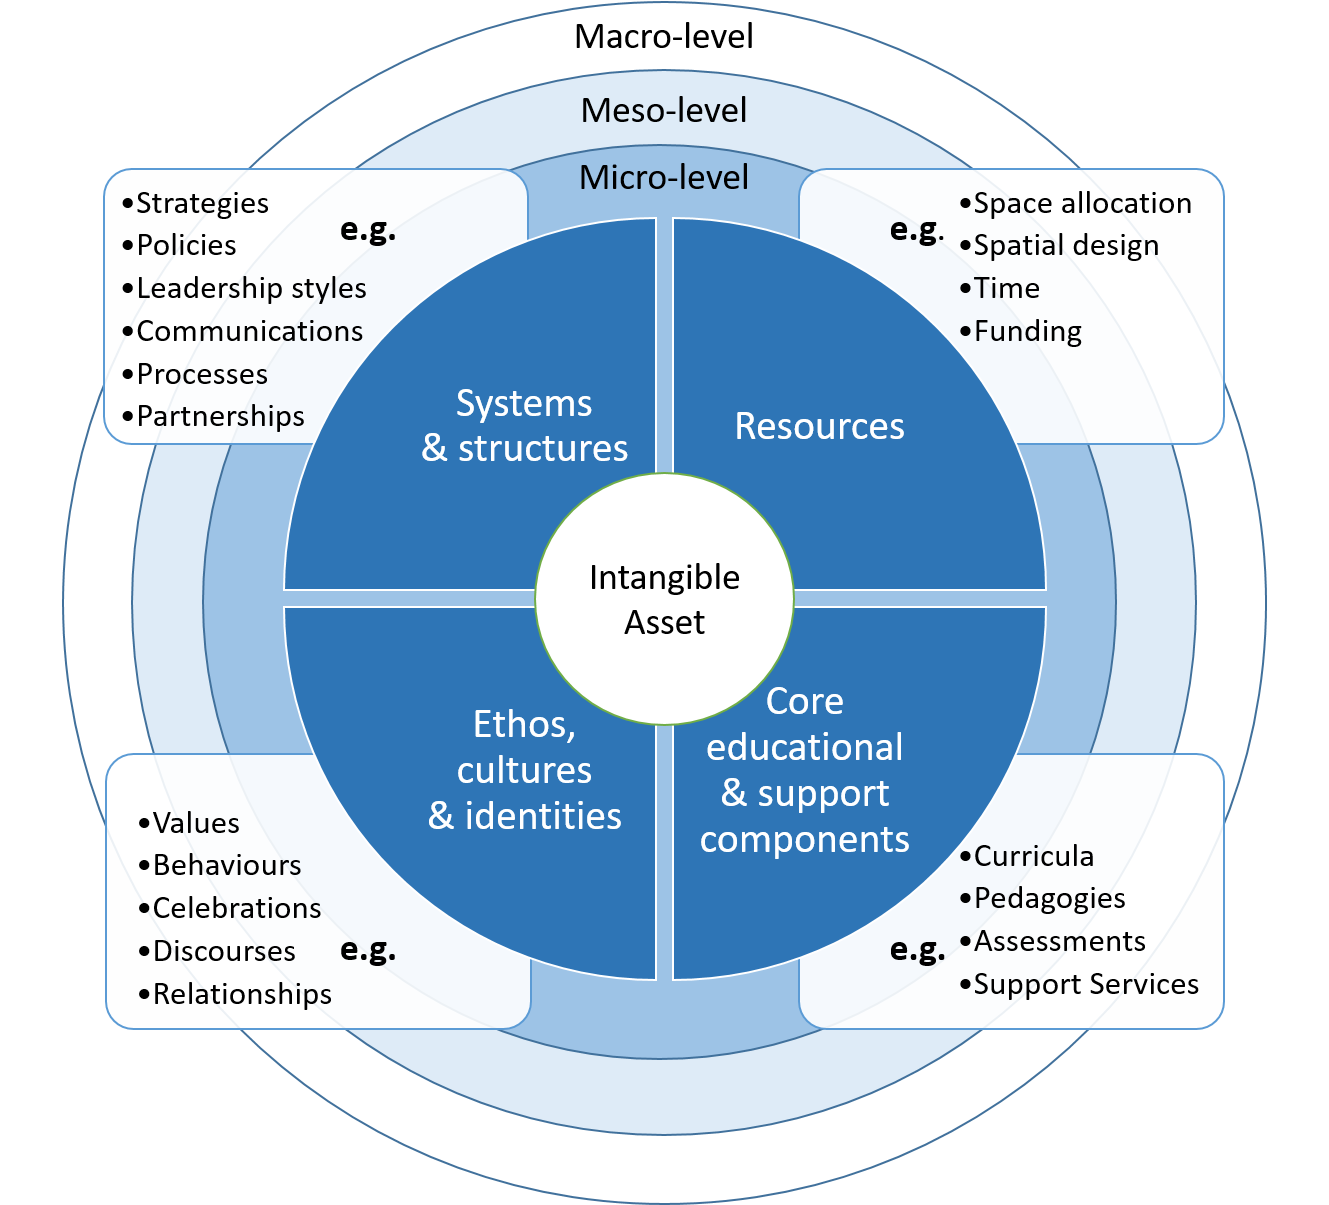 Macro-level
Meso-level
Micro-level
•Strategies
•Policies
•Leadership styles
•Communications
•Processes
•Partnerships
e.g.
e.g.
•Space allocation
•Spatial design
•Time
•Funding
Systems
& structures
Resources
Intangible
Asset
Ethos,
cultures
& identities
Core
educational
& support
components
•Values
•Behaviours
•Celebrations
•Discourses
•Relationships
e.g.
e.g.
•Curricula
•Pedagogies
•Assessments
•Support Services